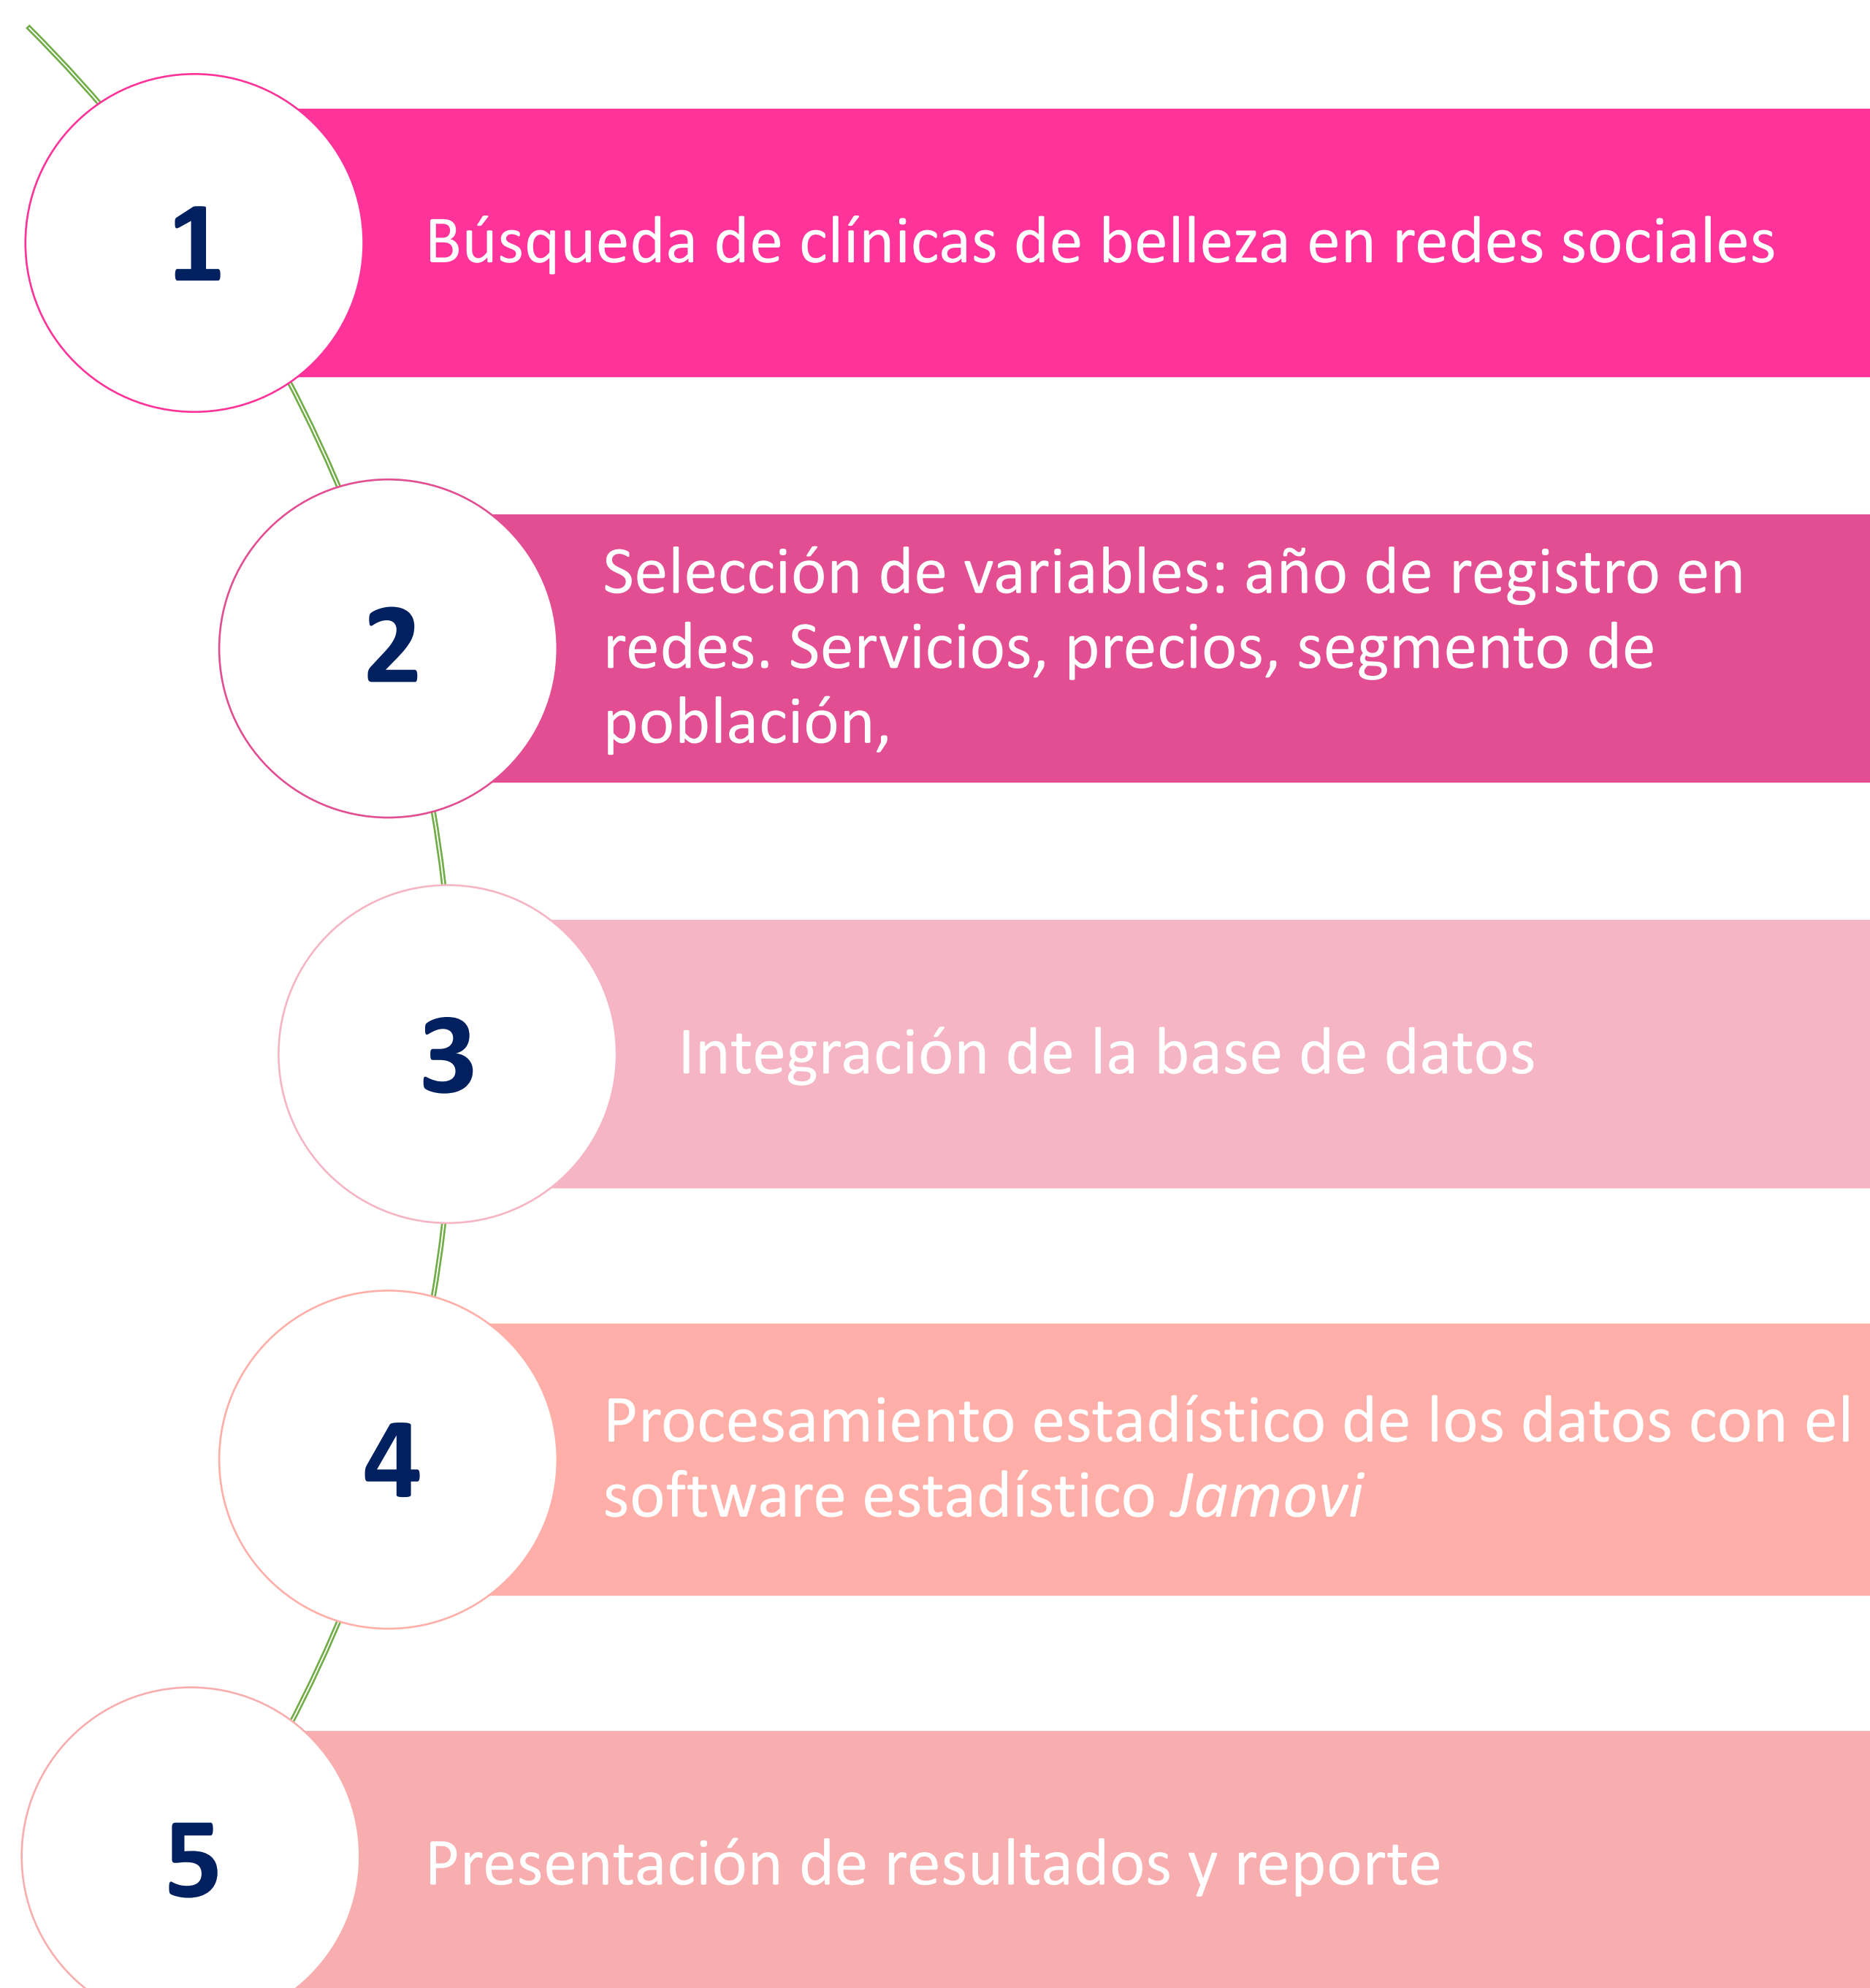 1
Búsqueda de clínicas de belleza en redes sociales
2
Selección de variables: año de registro en
redes. Servicios, precios, segmento de
población,
3
Integración de la base de datos
4
Procesamiento estadístico de los datos con el
software estadístico Jamovi
5
Presentación de resultados y reporte